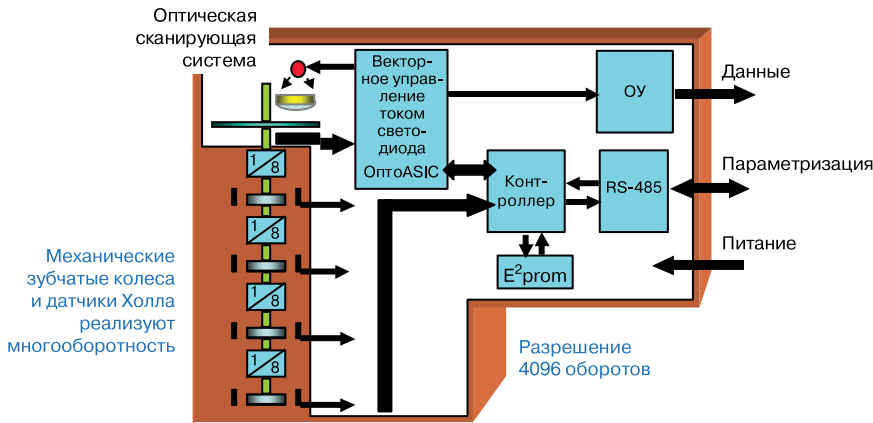 Оптическая
сканирующая
система
Вектор-
ное управ-
ление
током
свето-
диода
ОптоASIC
ОУ
Данные
Конт-
роллер
RS-485
Параметризация
Питание
E²prom
1/8
1/8
1/8
1/8
Механические
зубчатые колеса
и датчики Холла
реализуют
многооборотность
Разрешение
4096 оборотов